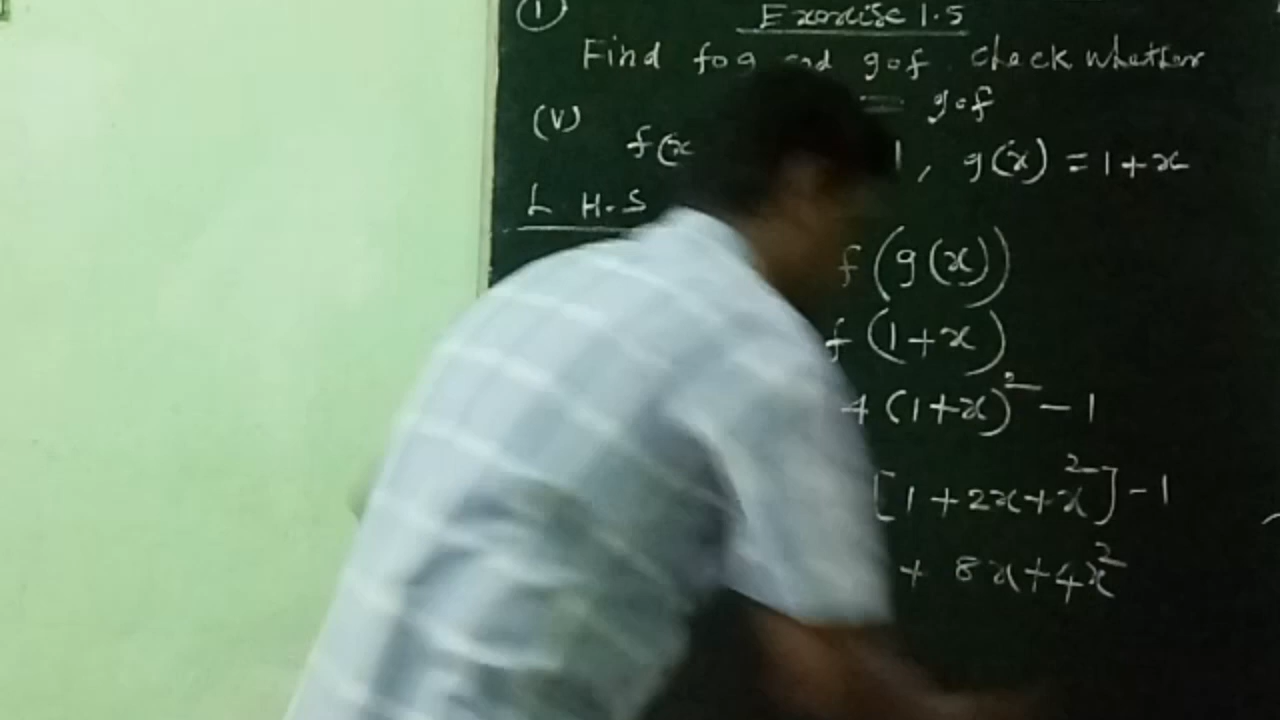 ① Exercise 1.5
Find fog and gof. check whether
= gof
(V) f(x 1, g(x) = 1+x
L H.S
f(g(x))
f(1+x)
4(1+x)² - 1
[1+2x+x²] - 1
+ 8x+4x²